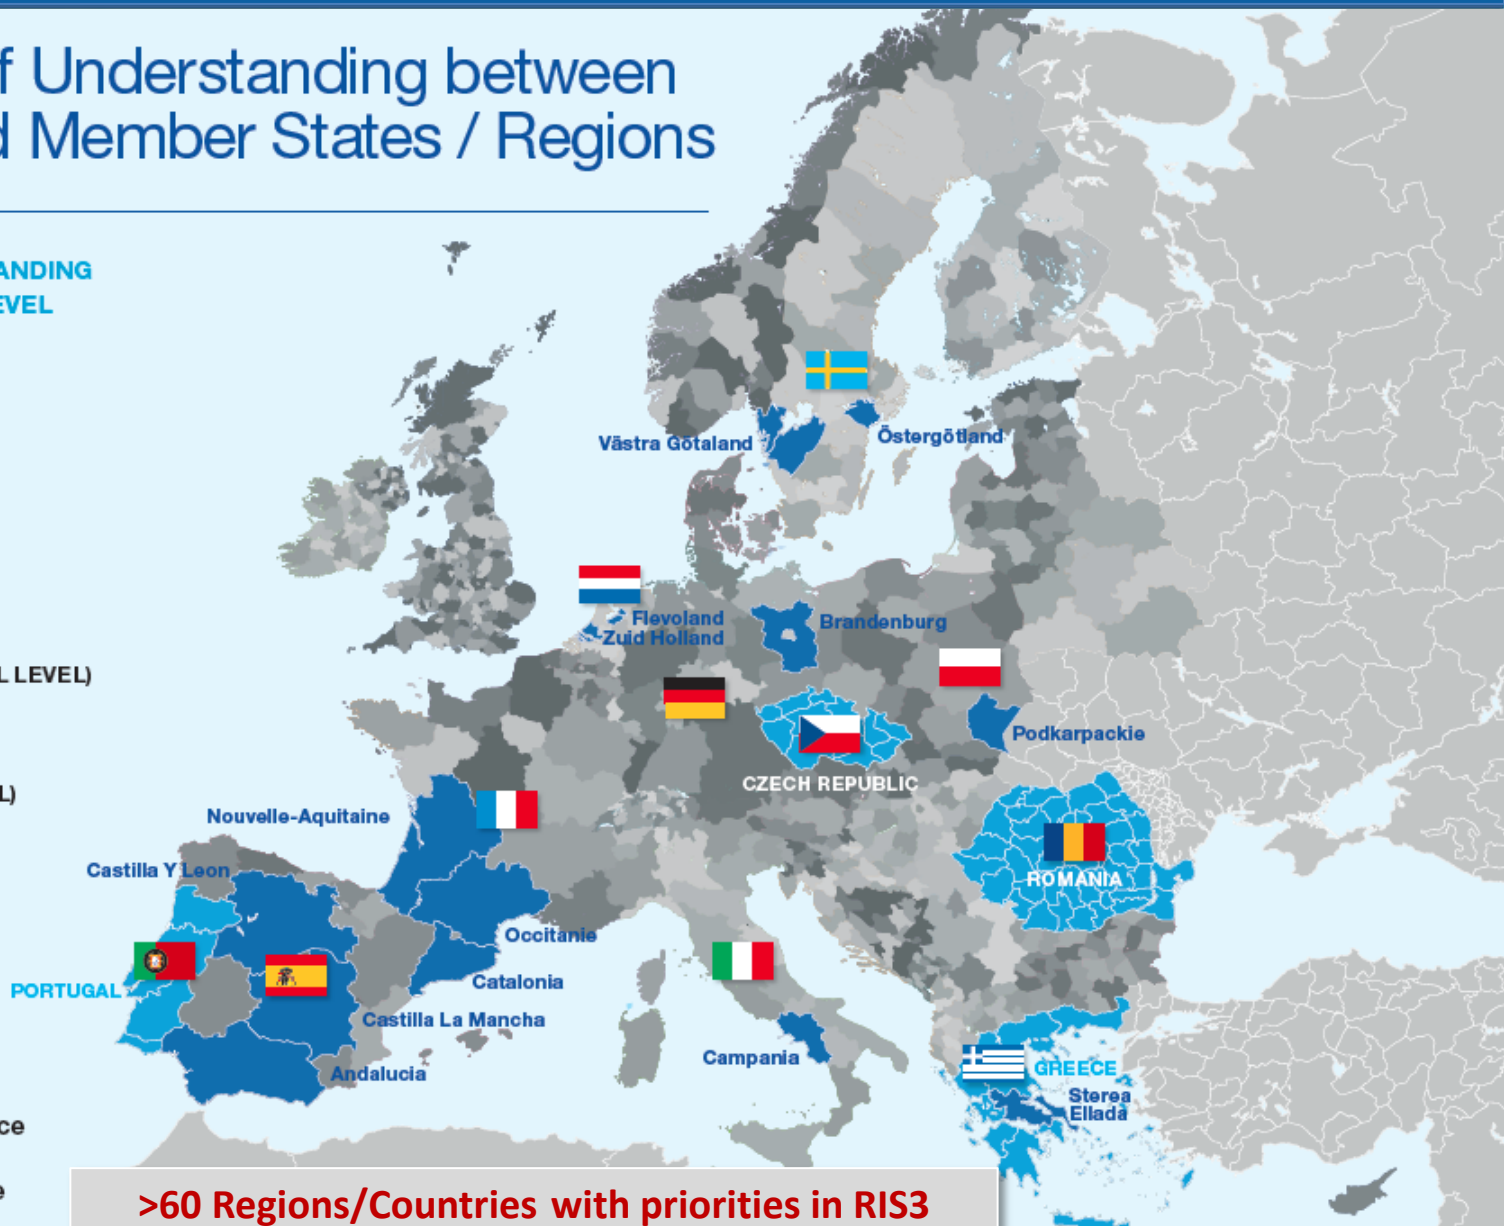 f Understanding between
d Member States / Regions
ANDING
EVEL
L LEVEL)
L)
ce
e
Västra Götaland
Östergötland
Flevoland
Zuid Holland
Brandenburg
Podkarpackie
CZECH REPUBLIC
Nouvelle-Aquitaine
Castilla Y Leon
ROMANIA
Occitanie
PORTUGAL
Catalonia
Castilla La Mancha
Campania
Andalucia
GREECE
Sterea
Ellada
>60 Regions/Countries with priorities in RIS3